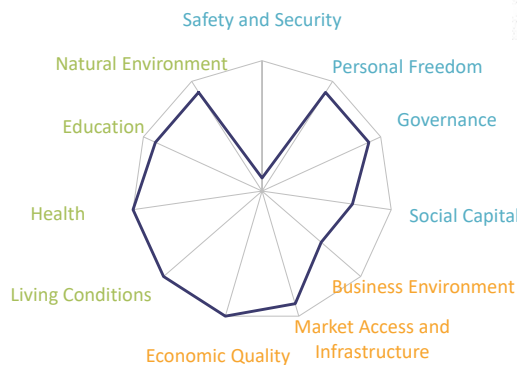 Safety and Security
Natural Environment
Personal Freedom
Education
Governance
Health
Social Capital
Living Conditions
Business Environment
Market Access and
Infrastructure
Economic Quality